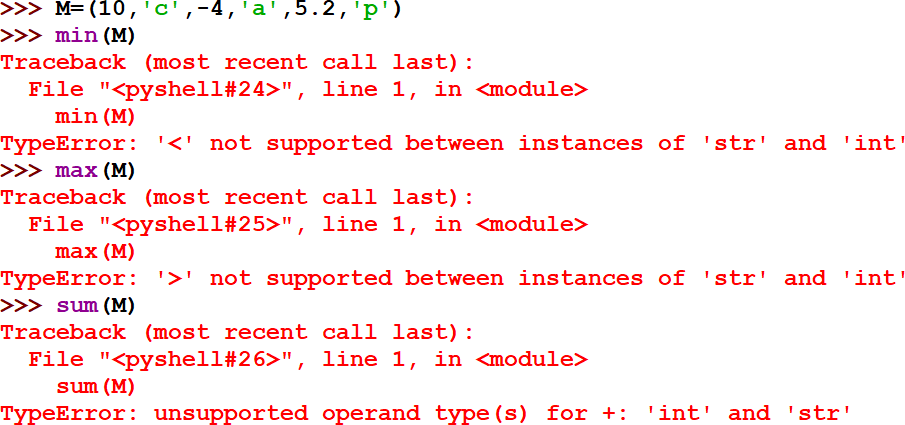 >>> M=(10,'c',-4,'a',5.2,'p')
>>> min(M)
Traceback (most recent call last):
  File "<pyshell#24>", line 1, in <module>
    min(M)
TypeError: '<' not supported between instances of 'str' and 'int'
>>> max(M)
Traceback (most recent call last):
  File "<pyshell#25>", line 1, in <module>
    max(M)
TypeError: '>' not supported between instances of 'str' and 'int'
>>> sum(M)
Traceback (most recent call last):
  File "<pyshell#26>", line 1, in <module>
    sum(M)
TypeError: unsupported operand type(s) for +: 'int' and 'str'